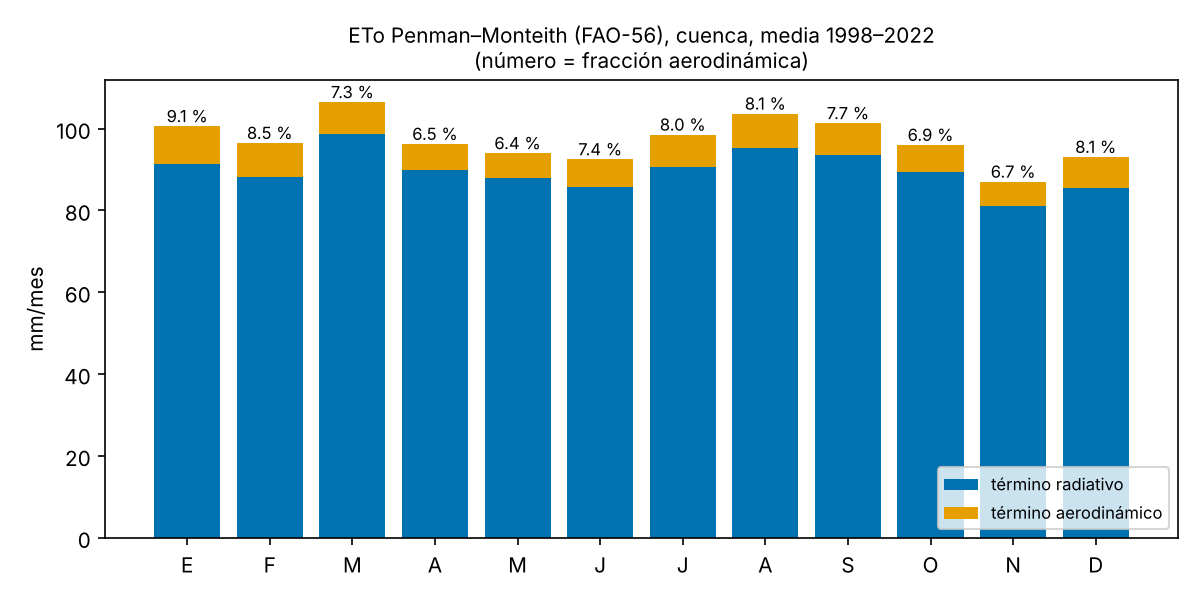 ETo Penman–Monteith (FAO-56), cuenca, media 1998–2022
(número = fracción aerodinámica)
mm/mes
100
80
60
40
20
0
9.1 %
8.5 %
7.3 %
6.5 %
6.4 %
7.4 %
8.0 %
8.1 %
7.7 %
6.9 %
6.7 %
8.1 %
término radiativo
término aerodinámico
E
F
M
A
M
J
J
A
S
O
N
D